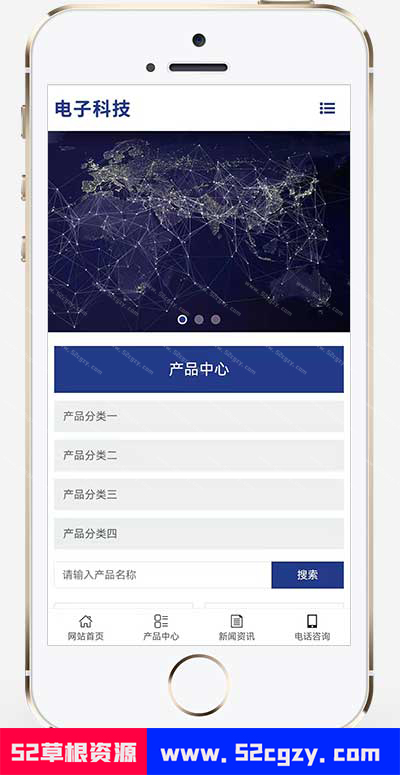 电子科技
www.52cgzy.com
产品中心
产品分类一
产品分类二
产品分类三
产品分类四
请输入产品名称 搜索
网站首页 产品中心 新闻资讯 电话咨询
52草根资源 www.52cgzy.com